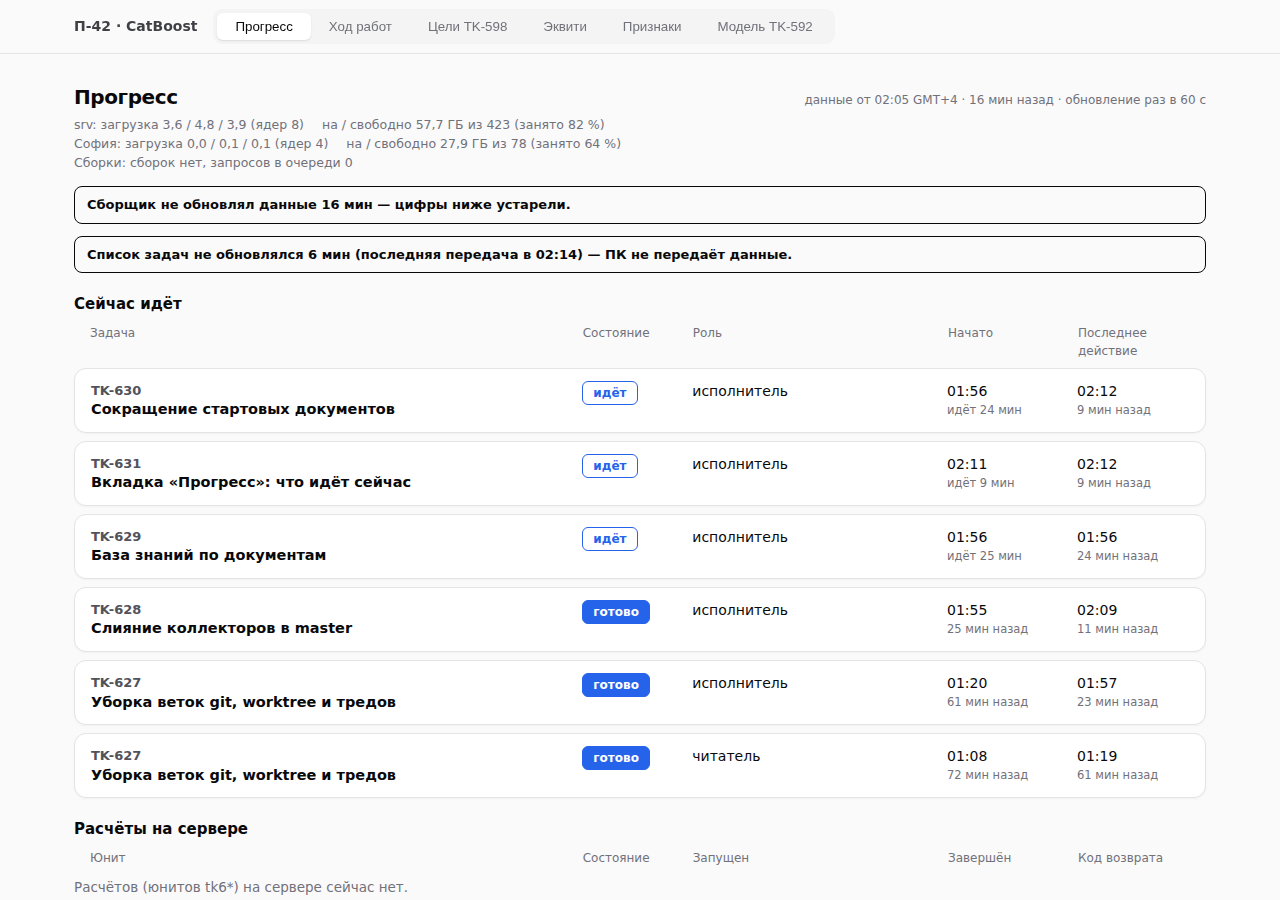 П-42 · CatBoost Прогресс Ход работ Цели TK-598 Эквити Признаки Модель TK-592
Прогресс
данные от 02:05 GMT+4 · 16 мин назад · обновление раз в 60 с
srv: загрузка 3,6 / 4,8 / 3,9 (ядер 8) на / свободно 57,7 ГБ из 423 (занято 82 %)
София: загрузка 0,0 / 0,1 / 0,1 (ядер 4) на / свободно 27,9 ГБ из 78 (занято 64 %)
Сборки: сборок нет, запросов в очереди 0
Сборщик не обновлял данные 16 мин — цифры ниже устарели.
Список задач не обновлялся 6 мин (последняя передача в 02:14) — ПК не передаёт данные.
Сейчас идёт
Задача Состояние Роль Начато Последнее
действие
TK-630 идёт исполнитель 01:56 02:12
Сокращение стартовых документов идёт 24 мин 9 мин назад
TK-631 идёт исполнитель 02:11 02:12
Вкладка «Прогресс»: что идёт сейчас идёт 9 мин 9 мин назад
TK-629 идёт исполнитель 01:56 01:56
База знаний по документам идёт 25 мин 24 мин назад
TK-628 готово исполнитель 01:55 02:09
Слияние коллекторов в master 25 мин назад 11 мин назад
TK-627 готово исполнитель 01:20 01:57
Уборка веток git, worktree и тредов 61 мин назад 23 мин назад
TK-627 готово читатель 01:08 01:19
Уборка веток git, worktree и тредов 72 мин назад 61 мин назад
Расчёты на сервере
Юнит Состояние Запущен Завершён Код возврата
Расчётов (юнитов tk6*) на сервере сейчас нет.